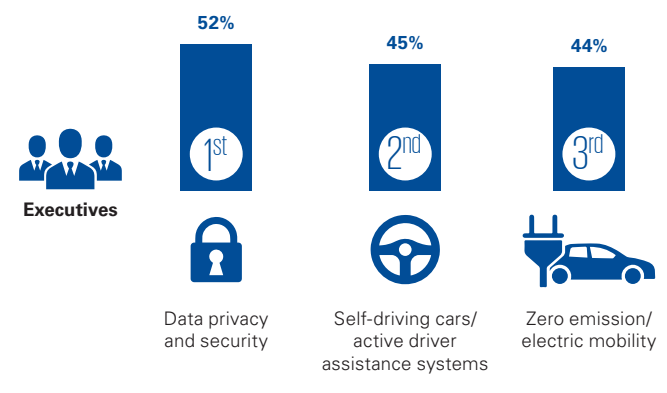 52%
45%
44%
1st
2nd
3rd
Executives
Data privacy
and security
Self-driving cars/
active driver
assistance systems
Zero emission/
electric mobility